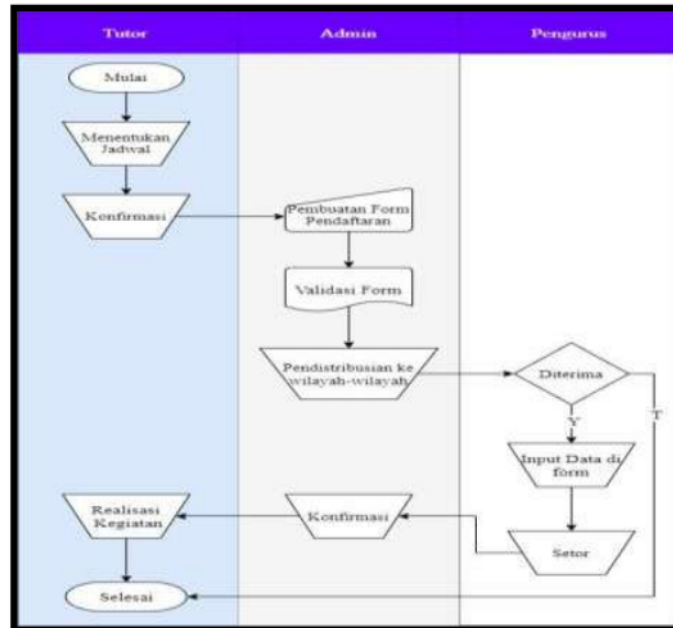 Tutor
Admin
Pengurus
Mulai
Menentukan
Jadwal
Konfirmasi
Pembuatan Form
Pendaftaran
Validasi Form
Pendistribusian ke
wilayah-wilayah
Diterima
T
Y
Input Data di
form
Setor
Konfirmasi
Realisasi
Kegiatan
Selesai